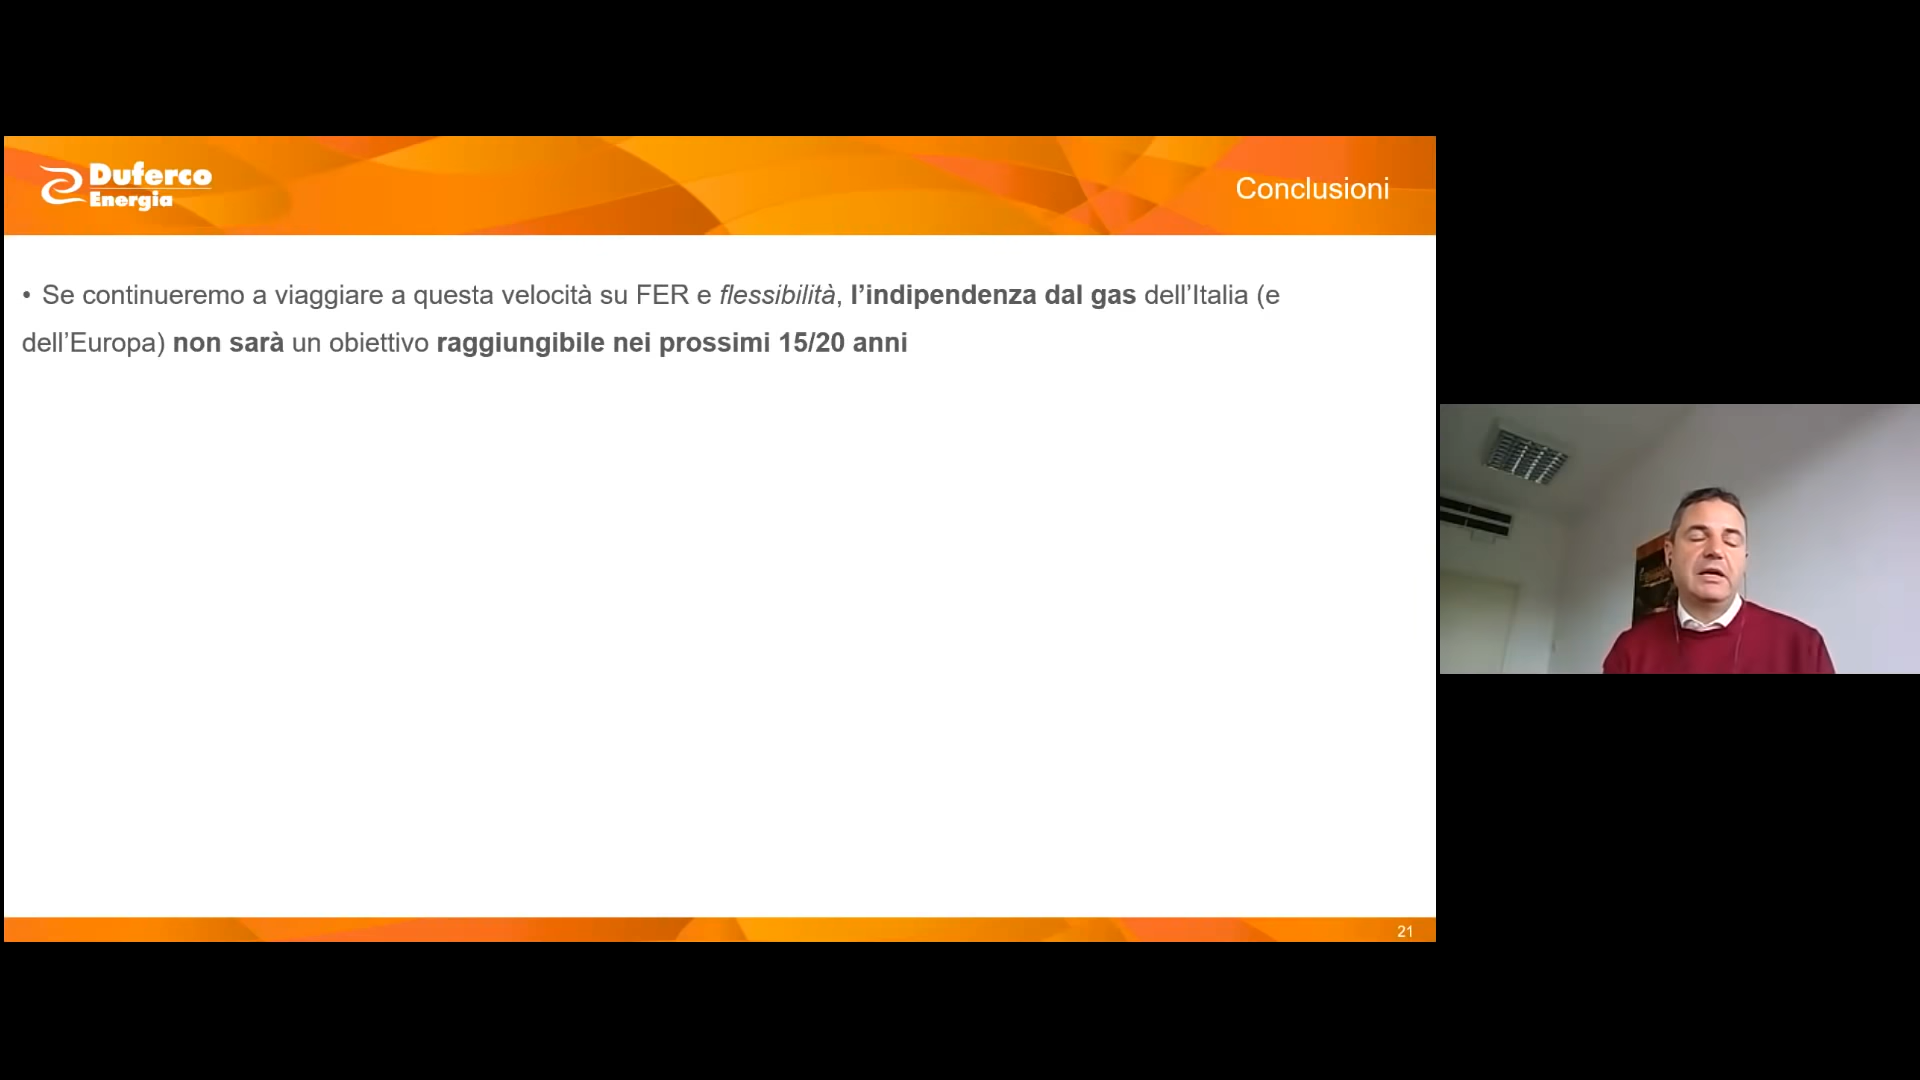 Duferco
Energia
Conclusioni
• Se continueremo a viaggiare a questa velocità su FER e flessibilità, l’indipendenza dal gas dell’Italia (e
dell’Europa) non sarà un obiettivo raggiungibile nei prossimi 15/20 anni
21